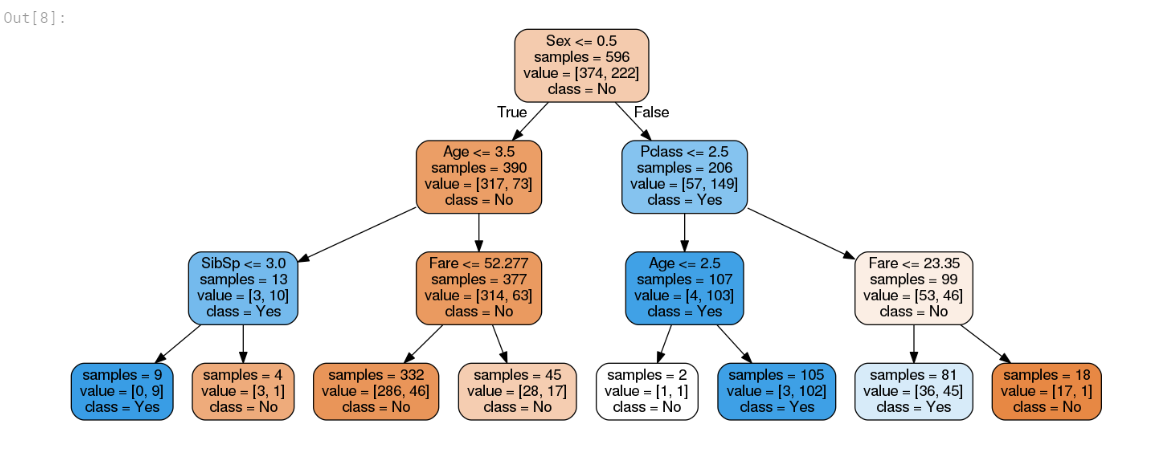 Out[8]:
Sex <= 0.5
samples = 596
value = [374, 222]
class = No
True
False
Age <= 3.5
samples = 390
value = [317, 73]
class = No
Pclass <= 2.5
samples = 206
value = [57, 149]
class = Yes
SibSp <= 3.0
samples = 13
value = [3, 10]
class = Yes
Fare <= 52.277
samples = 377
value = [314, 63]
class = No
Age <= 2.5
samples = 107
value = [4, 103]
class = Yes
Fare <= 23.35
samples = 99
value = [53, 46]
class = No
samples = 9
value = [0, 9]
class = Yes
samples = 4
value = [3, 1]
class = No
samples = 332
value = [286, 46]
class = No
samples = 45
value = [28, 17]
class = No
samples = 2
value = [1, 1]
class = No
samples = 105
value = [3, 102]
class = Yes
samples = 81
value = [36, 45]
class = Yes
samples = 18
value = [17, 1]
class = No